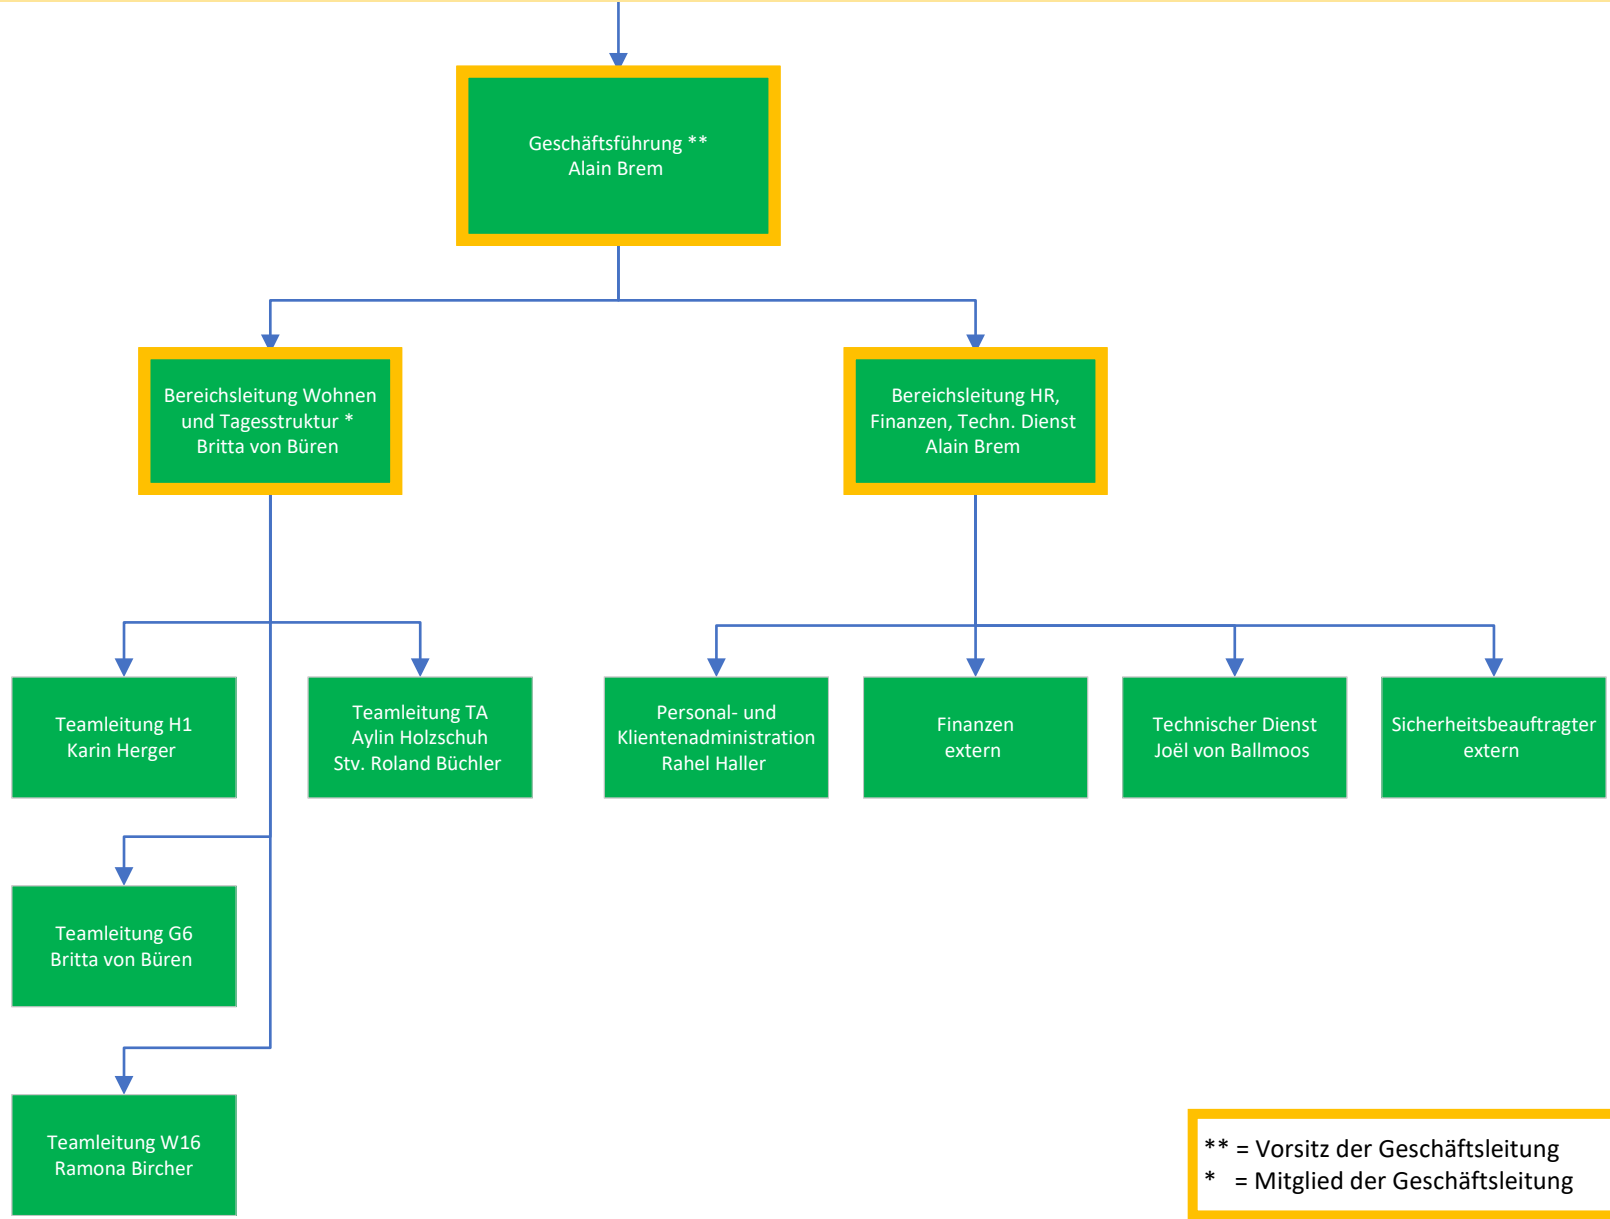 Geschäftsführung **
Alain Brem
Bereichsleitung Wohnen
und Tagesstruktur *
Britta von Büren
Bereichsleitung HR,
Finanzen, Techn. Dienst
Alain Brem
Teamleitung H1
Karin Herger
Teamleitung TA
Aylin Holzschuh
Stv. Roland Büchler
Personal- und
Klientenadministration
Rahel Haller
Finanzen
extern
Technischer Dienst
Joël von Ballmoos
Sicherheitsbeauftragter
extern
Teamleitung G6
Britta von Büren
Teamleitung W16
Ramona Bircher
** = Vorsitz der Geschäftsleitung
* = Mitglied der Geschäftsleitung